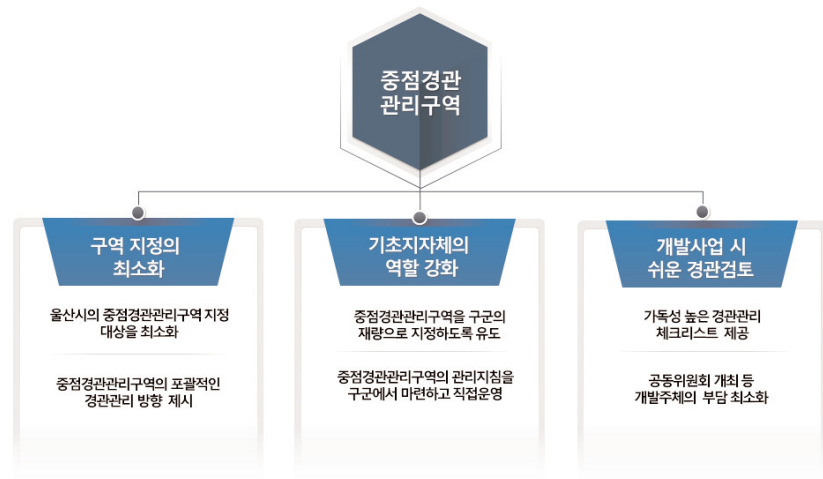 중점경관
관리구역
구역 지정의
최소화
울산시의 중점경관관리구역 지정
대상을 최소화
중점경관관리구역의 포괄적인
경관관리 방향 제시
기초지자체의
역할 강화
중점경관관리구역을 구군의
재량으로 지정하도록 유도
중점경관관리구역의 관리지침을
구군에서 마련하고 직접운영
개발사업 시
쉬운 경관검토
가독성 높은 경관관리
체크리스트 제공
공동위원회 개최 등
개발주체의 부담 최소화